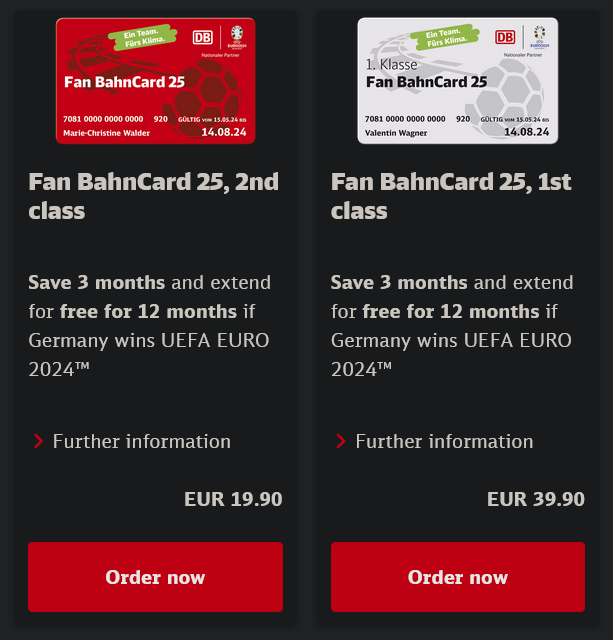 Ein Team.
Fürs Klima.
DB
UEFA
EURO2024
Nationaler Partner
Fan BahnCard 25
7081 0000 0000 0000 920 GÜLTIG VOM 15.05.24 BIS
Marie-Christine Walder 14.08.24
Fan BahnCard 25, 2nd
class
Save 3 months and extend
for free for 12 months if
Germany wins UEFA EURO
2024™
Further information
EUR 19.90
Order now
Ein Team.
Fürs Klima.
DB
UEFA
EURO2024
Nationaler Partner
1. Klasse
Fan BahnCard 25
7081 0000 0000 0000 920 GÜLTIG VOM 15.05.24 BIS
Valentin Wagner 14.08.24
Fan BahnCard 25, 1st
class
Save 3 months and extend
for free for 12 months if
Germany wins UEFA EURO
2024™
Further information
EUR 39.90
Order now